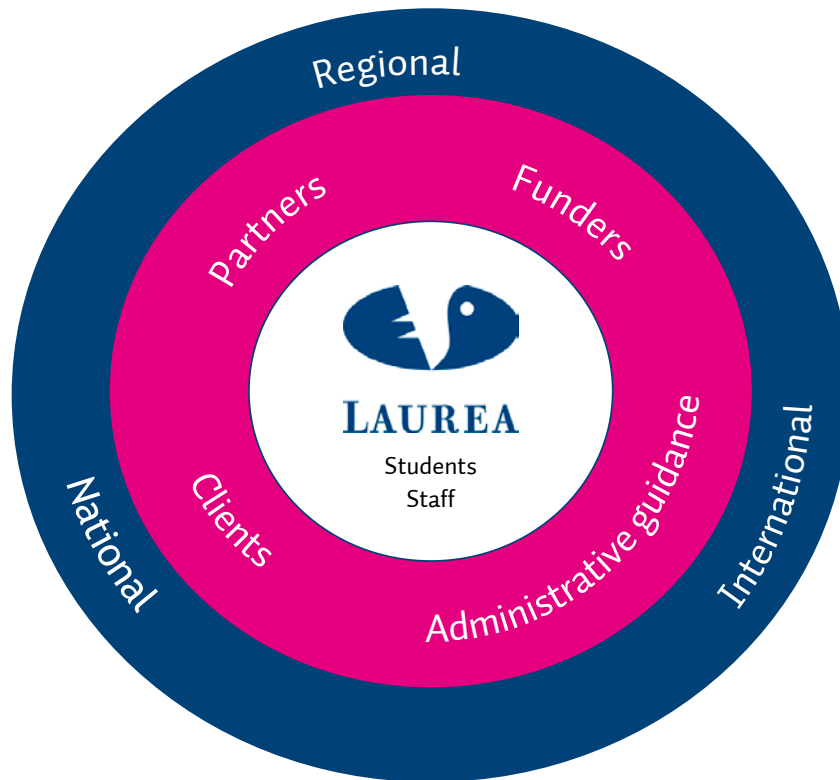 Regional
Partners
Funders
LAUREA
Students
Staff
Clients
Administrative guidance
National
International